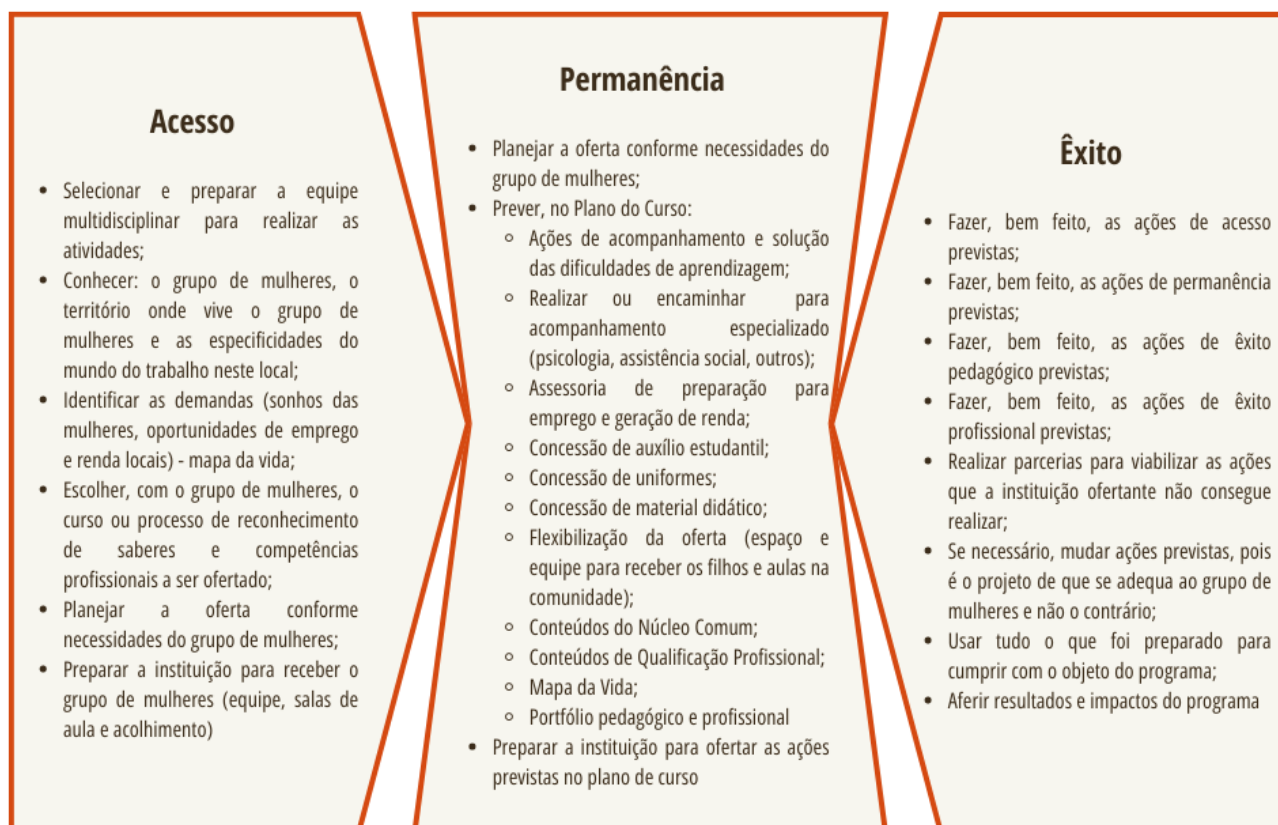 Acesso
• Selecionar e preparar a equipe
multidisciplinar para realizar as
atividades;
• Conhecer: o grupo de mulheres, o
território onde vive o grupo de
mulheres e as especificidades do
mundo do trabalho neste local;
• Identificar as demandas (sonhos das
mulheres, oportunidades de emprego
e renda locais) - mapa da vida;
• Escolher, com o grupo de mulheres, o
curso ou processo de reconhecimento
de saberes e competências
profissionais a ser ofertado;
• Planejar a oferta conforme
necessidades do grupo de mulheres;
• Preparar a instituição para receber o
grupo de mulheres (equipe, salas de
aula e acolhimento)
Permanência
• Planejar a oferta conforme necessidades do
grupo de mulheres;
• Prever, no Plano do Curso:
◦ Ações de acompanhamento e solução
das dificuldades de aprendizagem;
◦ Realizar ou encaminhar para
acompanhamento especializado
(psicologia, assistência social, outros);
◦ Assessoria de preparação para
emprego e geração de renda;
◦ Concessão de auxílio estudantil;
◦ Concessão de uniformes;
◦ Concessão de material didático;
◦ Flexibilização da oferta (espaço e
equipe para receber os filhos e aulas na
comunidade);
◦ Conteúdos do Núcleo Comum;
◦ Conteúdos de Qualificação Profissional;
◦ Mapa da Vida;
◦ Portfólio pedagógico e profissional
• Preparar a instituição para ofertar as ações
previstas no plano de curso
Êxito
• Fazer, bem feito, as ações de acesso
previstas;
• Fazer, bem feito, as ações de permanência
previstas;
• Fazer, bem feito, as ações de êxito
pedagógico previstas;
• Fazer, bem feito, as ações de êxito
profissional previstas;
• Realizar parcerias para viabilizar as ações
que a instituição ofertante não consegue
realizar;
• Se necessário, mudar ações previstas, pois
é o projeto de que se adequa ao grupo de
mulheres e não o contrário;
• Usar tudo o que foi preparado para
cumprir com o objeto do programa;
• Aferir resultados e impactos do programa